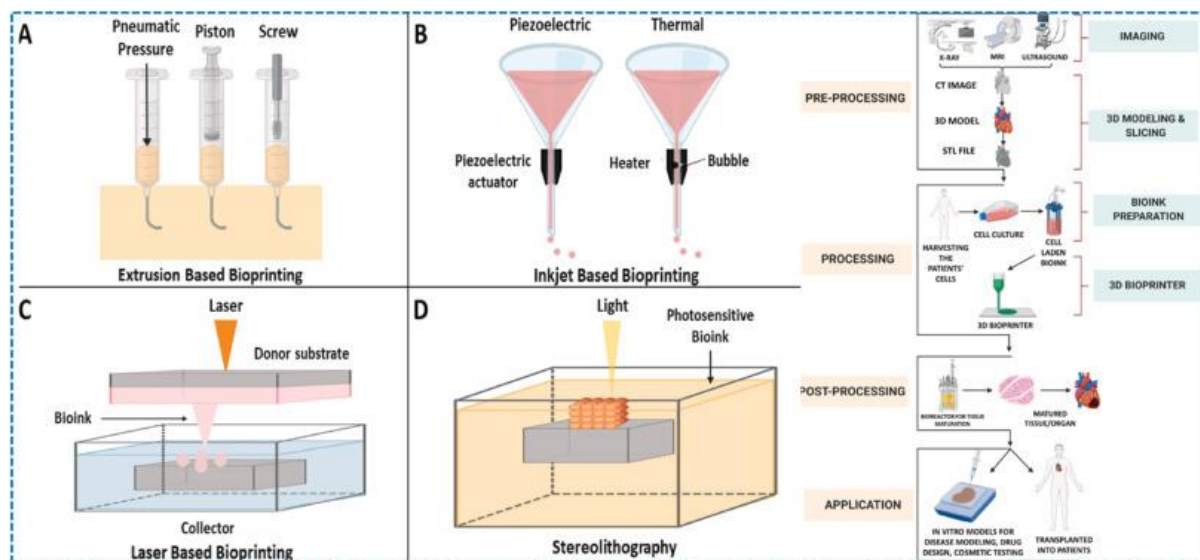 A
Pneumatic
Pressure
Piston
Screw
Extrusion Based Bioprinting
B
Piezoelectric
Thermal
Piezoelectric
actuator
Heater
Bubble
Inkjet Based Bioprinting
C
Laser
Donor substrate
Bioink
Collector
Laser Based Bioprinting
D
Light
Photosensitive
Bioink
Stereolithography
PRE-PROCESSING
X-RAY
MRI
ULTRASOUND
IMAGING
CT IMAGE
3D MODEL
STL FILE
3D MODELING &
SLICING
PROCESSING
HARVESTING
THE
PATIENTS'
CELLS
CELL CULTURE
CELL
LADEN
BIOINK
BIOINK
PREPARATION
3D BIOPRINTER
3D BIOPRINTER
POST-PROCESSING
BIOREACTOR FOR TISSUE
MATURATION
MATURED
TISSUE/ORGAN
APPLICATION
IN VITRO MODELS FOR
DISEASE MODELING, DRUG
DESIGN, COSMETIC TESTING
TRANSPLANTED
INTO PATIENTS